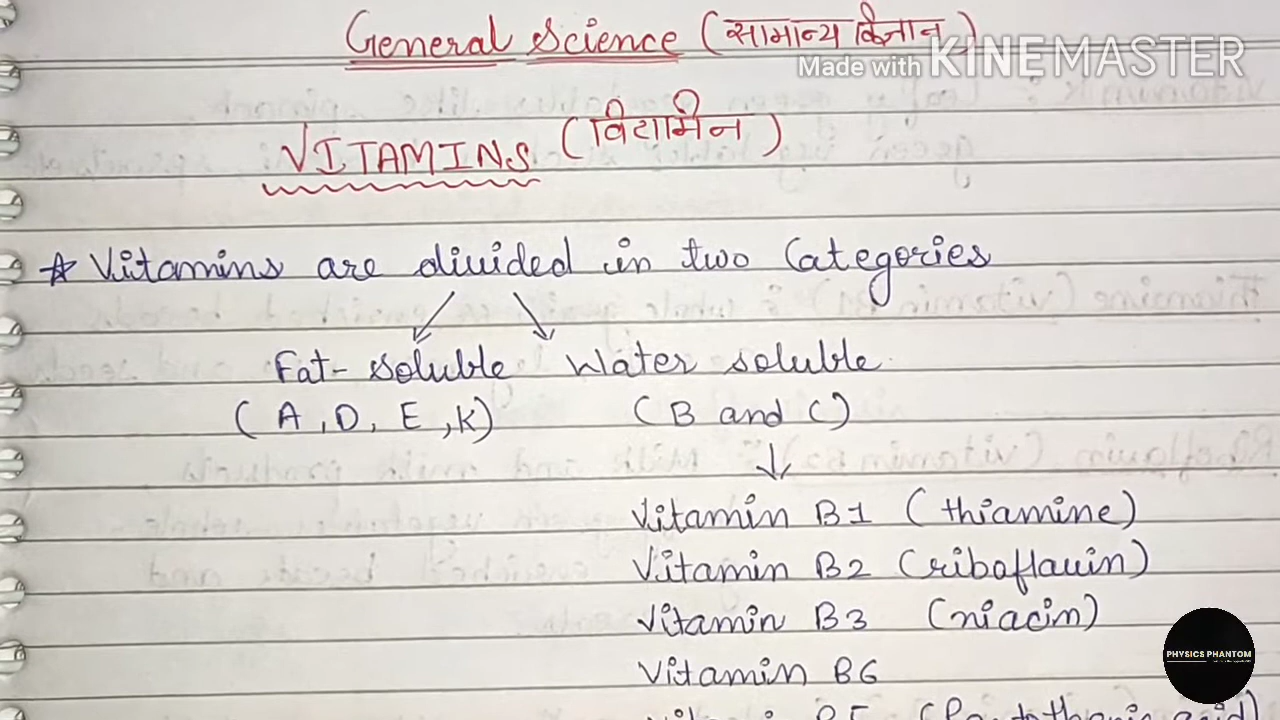 General Science (सामान्य विज्ञान)
Made with KINEMASTER
VITAMINS (विटामिन)
☆ Vitamins are divided in two Categories
Fat-soluble Water soluble
(A, D, E, K) (B and C)
Vitamin B1 (thiamine)
Vitamin B2 (riboflavin)
Vitamin B3 (niacin)
Vitamin B6
PHYSICS PHANTOM